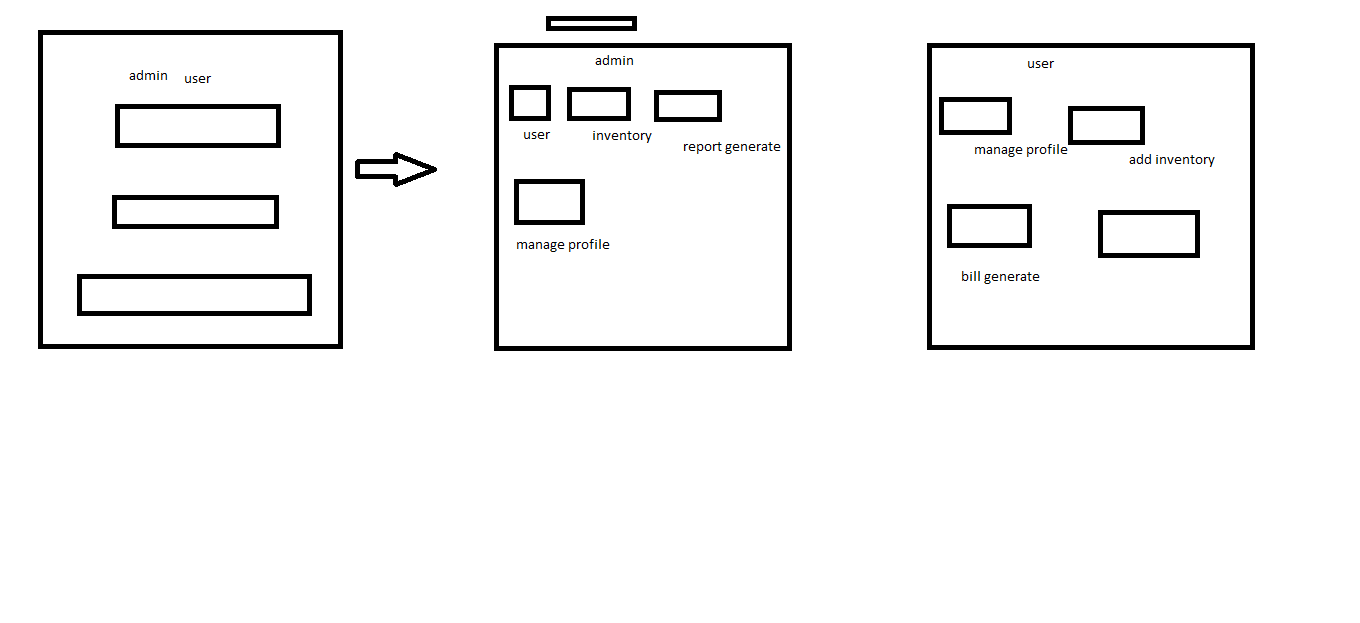 admin
user
admin
user
inventory
report generate
manage profile
user
manage profile
add inventory
bill generate